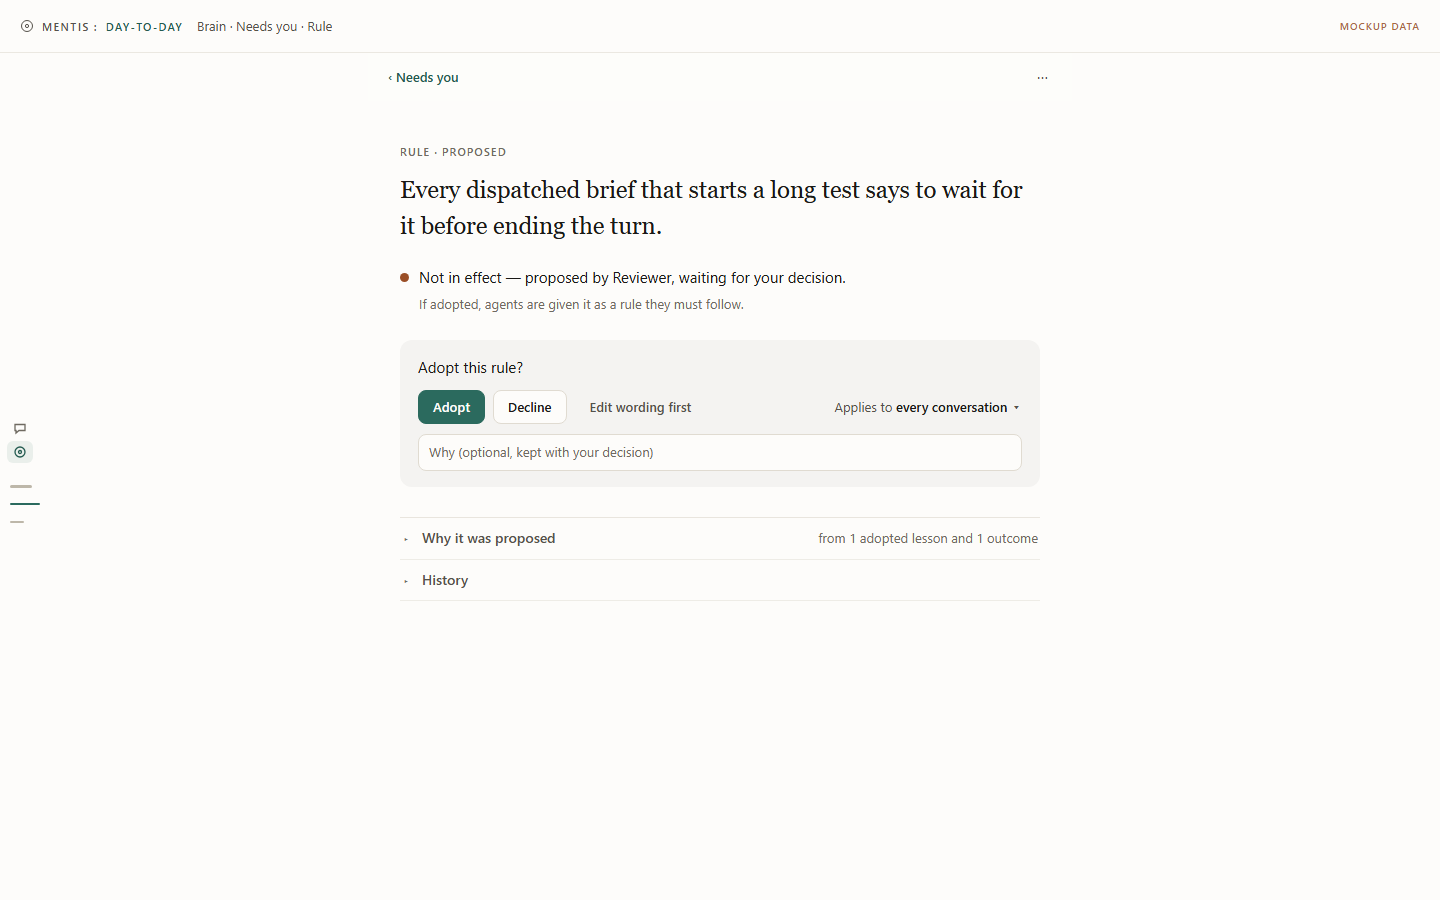 MENTIS : DAY-TO-DAY Brain · Needs you · Rule MOCKUP DATA
‹ Needs you ···
RULE · PROPOSED
Every dispatched brief that starts a long test says to wait for
it before ending the turn.
Not in effect — proposed by Reviewer, waiting for your decision.
If adopted, agents are given it as a rule they must follow.
Adopt this rule?
Adopt Decline Edit wording first Applies to every conversation
Why (optional, kept with your decision)
Why it was proposed from 1 adopted lesson and 1 outcome
History